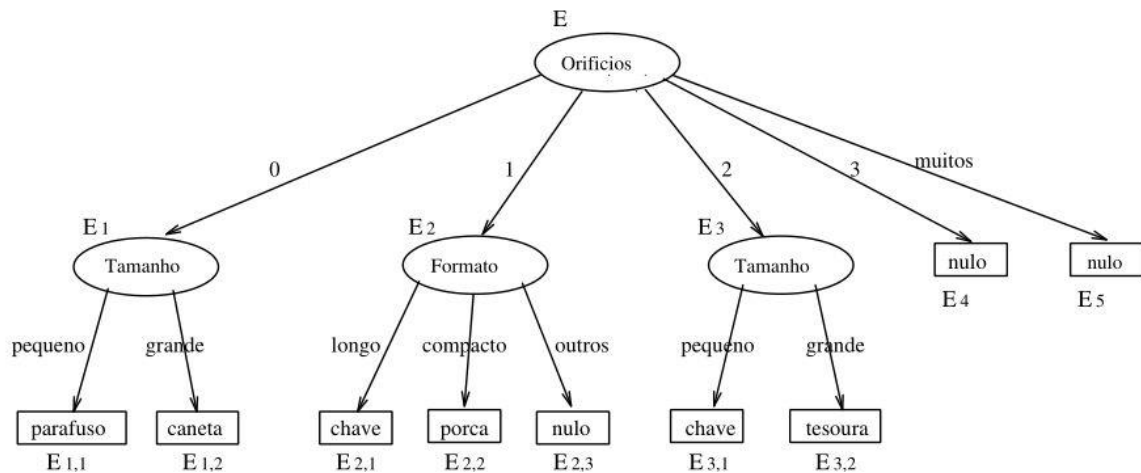 E
Orificios
0
1
2
3
muitos
E 1
E 2
E 3
Tamanho
Formato
Tamanho
nulo
nulo
E 4
E 5
pequeno
grande
longo
compacto
outros
pequeno
grande
parafuso
caneta
chave
porca
nulo
chave
tesoura
E 1,1
E 1,2
E 2,1
E 2,2
E 2,3
E 3,1
E 3,2